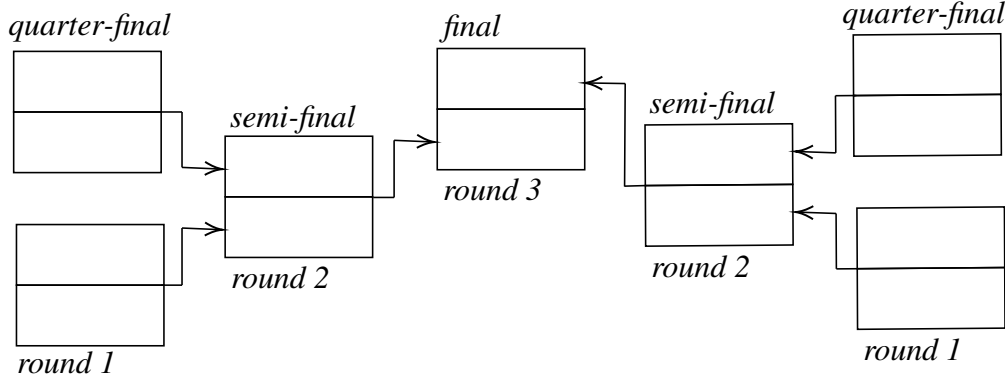 quarter-final
final
quarter-final
semi-final
semi-final
round 3
round 2
round 2
round 1
round 1